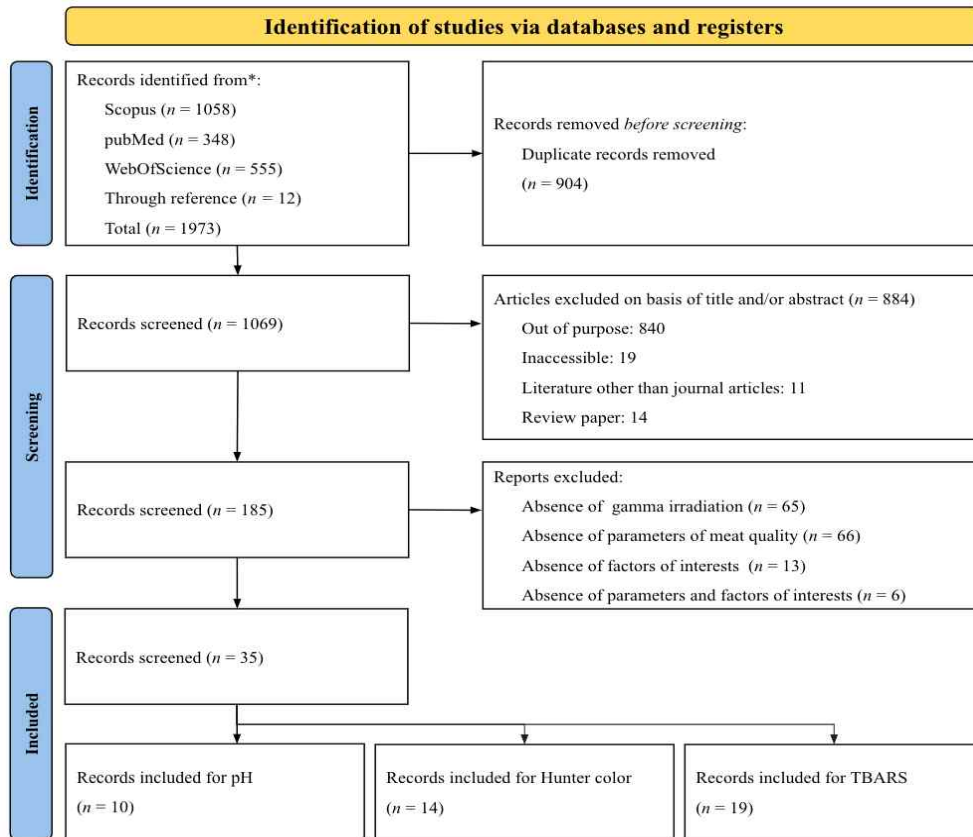 Identification of studies via databases and registers
Identification
Records identified from*:
Scopus (n = 1058)
pubMed (n = 348)
WebOfScience (n = 555)
Through reference (n = 12)
Total (n = 1973)
Records removed before screening:
Duplicate records removed
(n = 904)
Screening
Records screened (n = 1069)
Articles excluded on basis of title and/or abstract (n = 884)
Out of purpose: 840
Inaccessible: 19
Literature other than journal articles: 11
Review paper: 14
Records screened (n = 185)
Reports excluded:
Absence of gamma irradiation (n = 65)
Absence of parameters of meat quality (n = 66)
Absence of factors of interests (n = 13)
Absence of parameters and factors of interests (n = 6)
Included
Records screened (n = 35)
Records included for pH
(n = 10)
Records included for Hunter color
(n = 14)
Records included for TBARS
(n = 19)